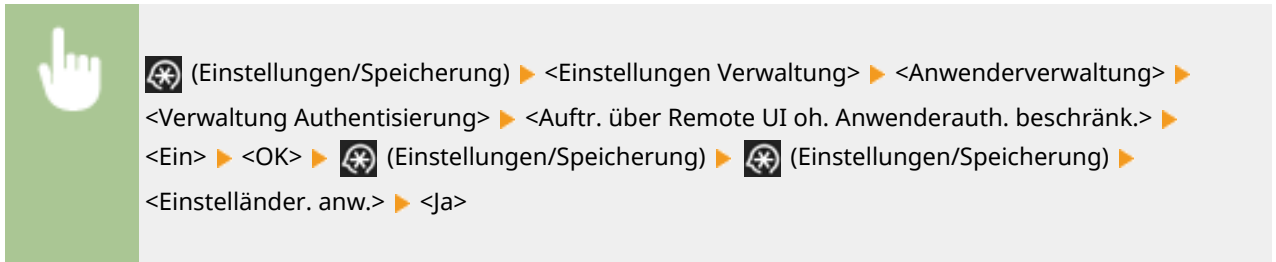 (Einstellungen/Speicherung) ▶ <Einstellungen Verwaltung> ▶ <Anwenderverwaltung> ▶
<Verwaltung Authentisierung> ▶ <Auftr. über Remote UI oh. Anwenderauth. beschränk.> ▶
<Ein> ▶ <OK> ▶ (Einstellungen/Speicherung) ▶ (Einstellungen/Speicherung) ▶
<Einstelländer. anw.> ▶ <Ja>